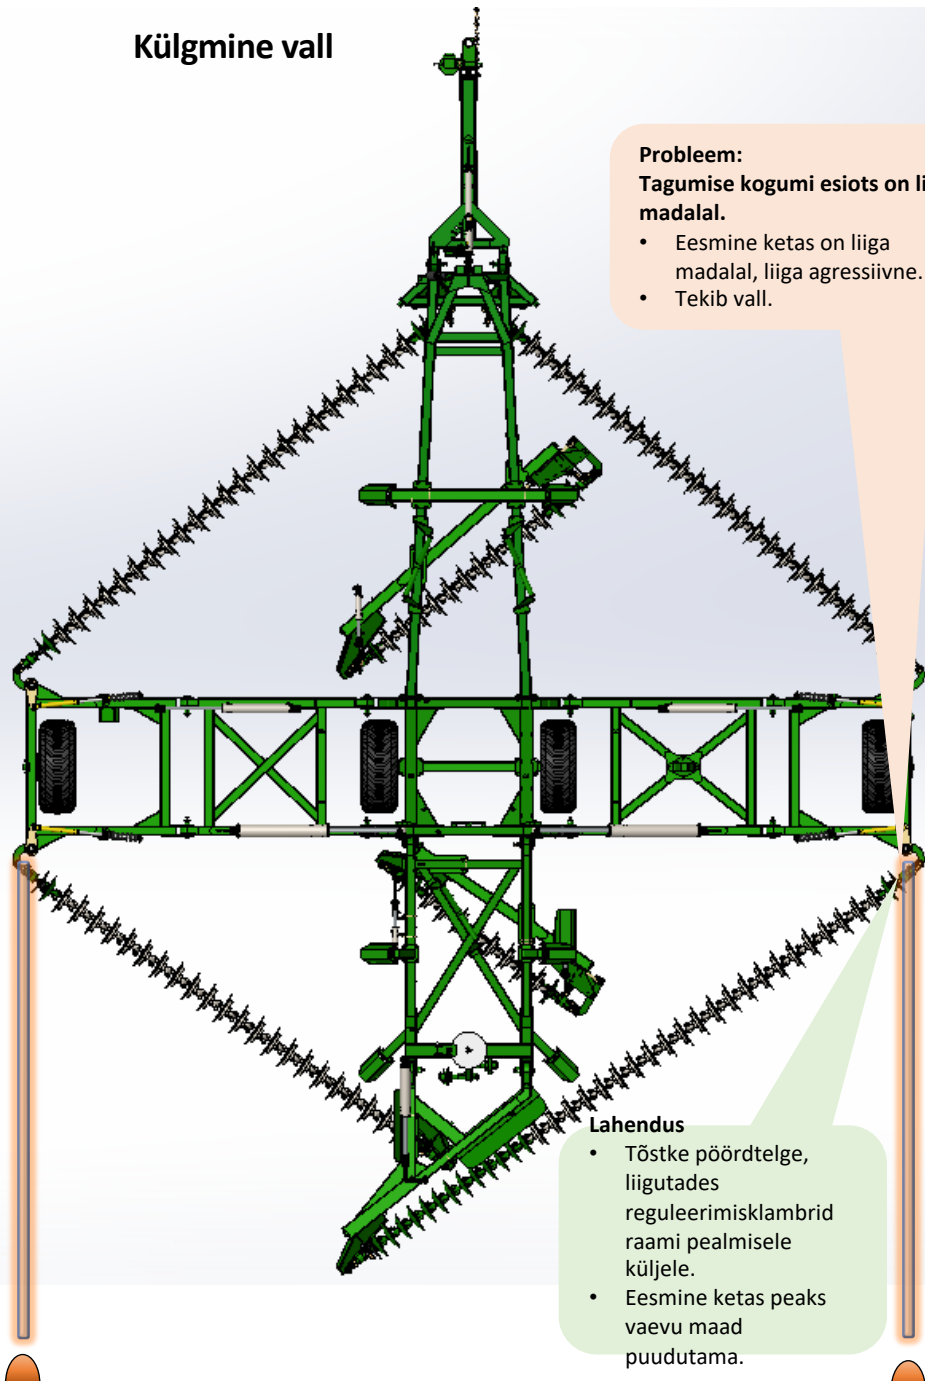 Külgmine vall
Probleem:
Tagumise kogumi esiots on
madalal.
• Eesmine ketas on liiga
madalal, liiga agressiivne.
• Tekib vall.
Lahendus
• Tõstke pöördtelge,
liigutades
reguleerimisklambrid
raami pealmisele
küljele.
• Eesmine ketas peaks
vaevu maad
puudutama.